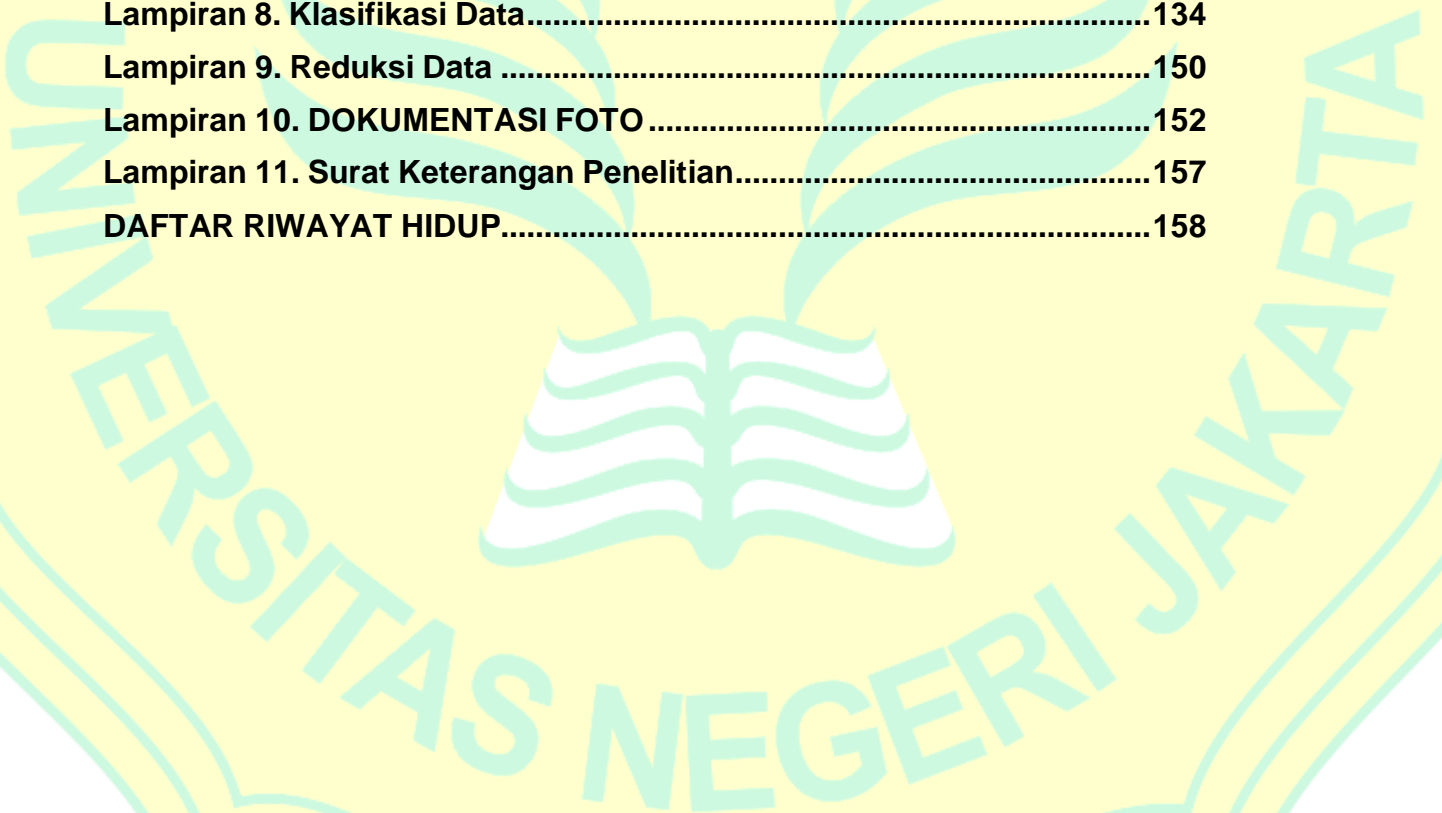 Lampiran 8. Klasifikasi Data................................................................................134
Lampiran 9. Reduksi Data ...................................................................................150
Lampiran 10. DOKUMENTASI FOTO ................................................................152
Lampiran 11. Surat Keterangan Penelitian.....................................................157
DAFTAR RIWAYAT HIDUP...................................................................................158
UNIVERSITAS NEGERI JAKARTA